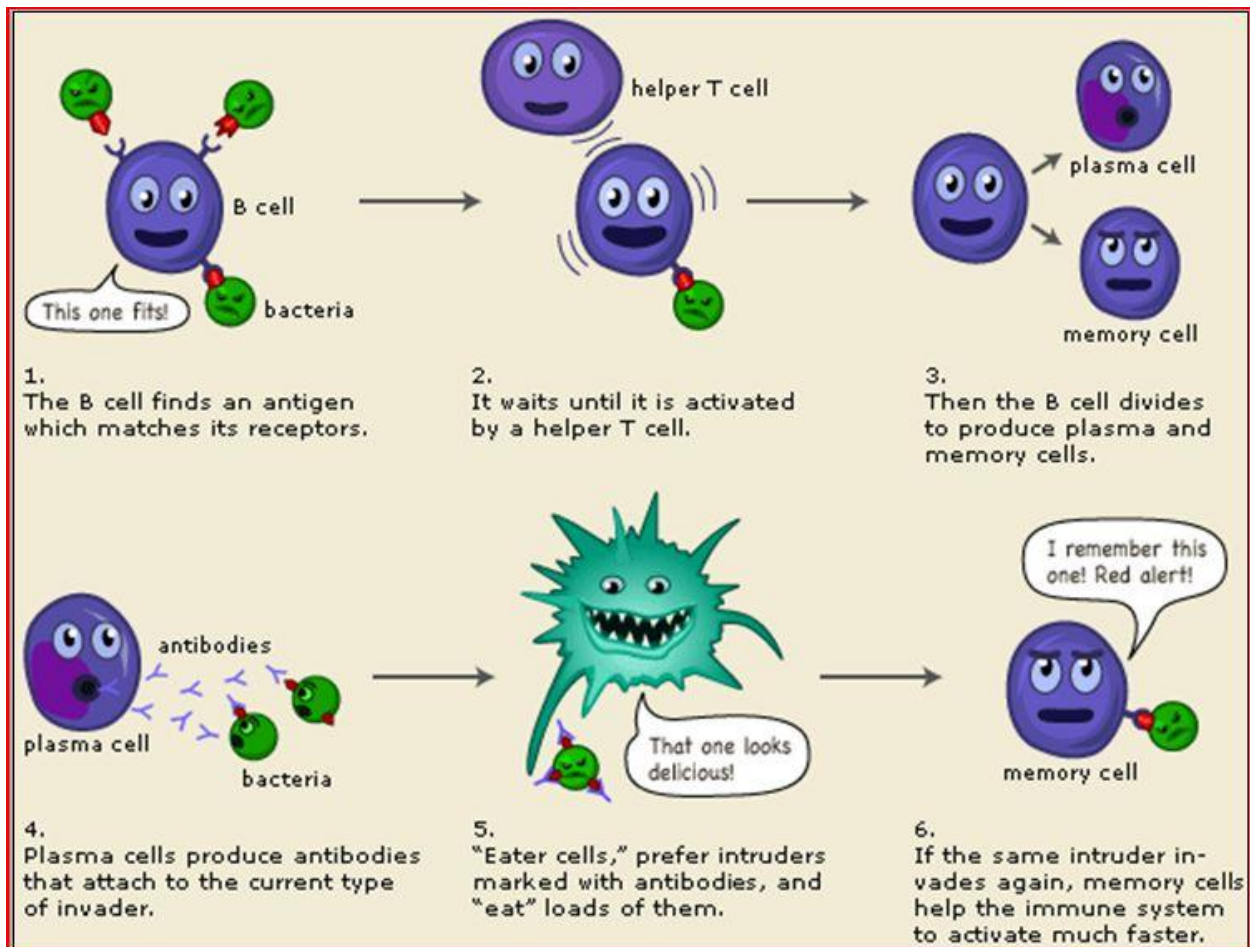 helper T cell
B cell
This one fits!
bacteria
plasma cell
memory cell
1.
The B cell finds an antigen
which matches its receptors.
2.
It waits until it is activated
by a helper T cell.
3.
Then the B cell divides
to produce plasma and
memory cells.
antibodies
plasma cell
bacteria
That one looks
delicious!
I remember this
one! Red alert!
memory cell
4.
Plasma cells produce antibodies
that attach to the current type
of invader.
5.
"Eater cells," prefer intruders
marked with antibodies, and
"eat" loads of them.
6.
If the same intruder in-
vades again, memory cells
help the immune system
to activate much faster.